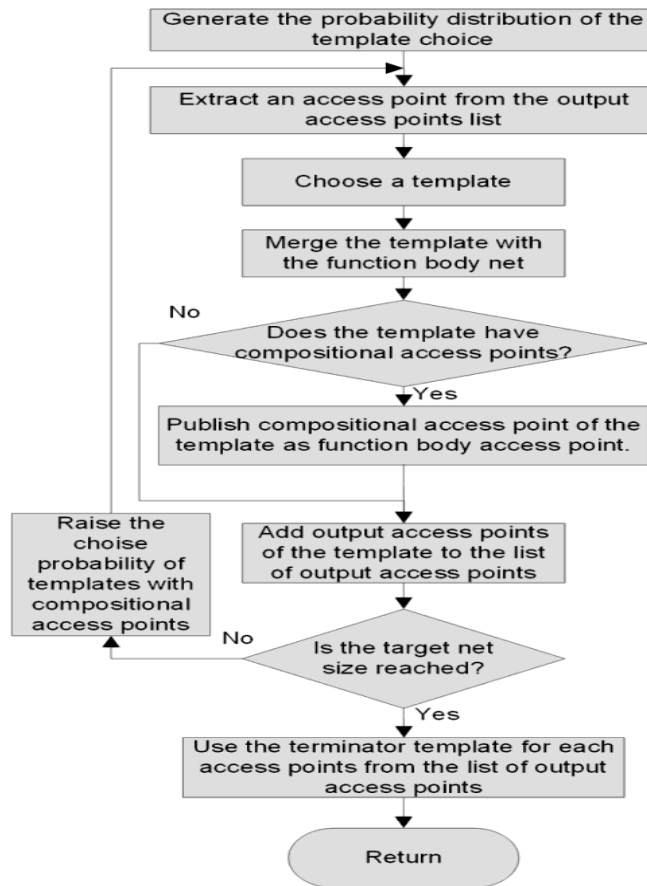 Generate the probability distribution of the
template choice
Extract an access point from the output
access points list
Choose a template
Merge the template with
the function body net
No
Does the template have
compositional access points?
Yes
Publish compositional access point of the
template as function body access point.
Raise the
choise
probability of
templates with
compositional
access points
Add output access points
of the template to the list
of output access points
No
Is the target net
size reached?
Yes
Use the terminator template for each
access points from the list of output
access points
Return